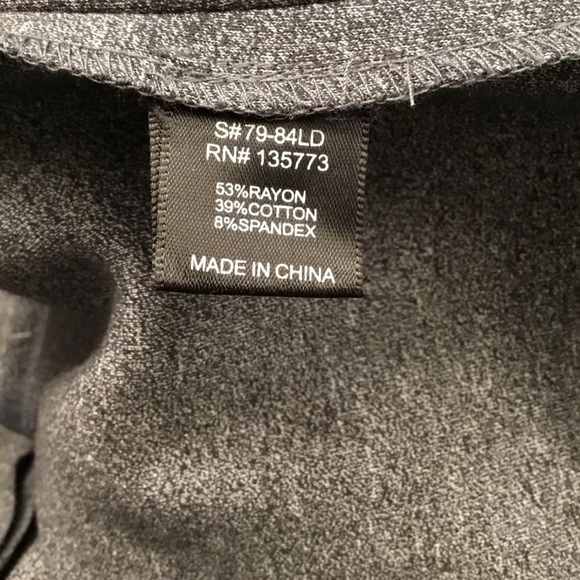 S#79-84LD
RN# 135773
53%RAYON
39%COTTON
8%SPANDEX
MADE IN CHINA